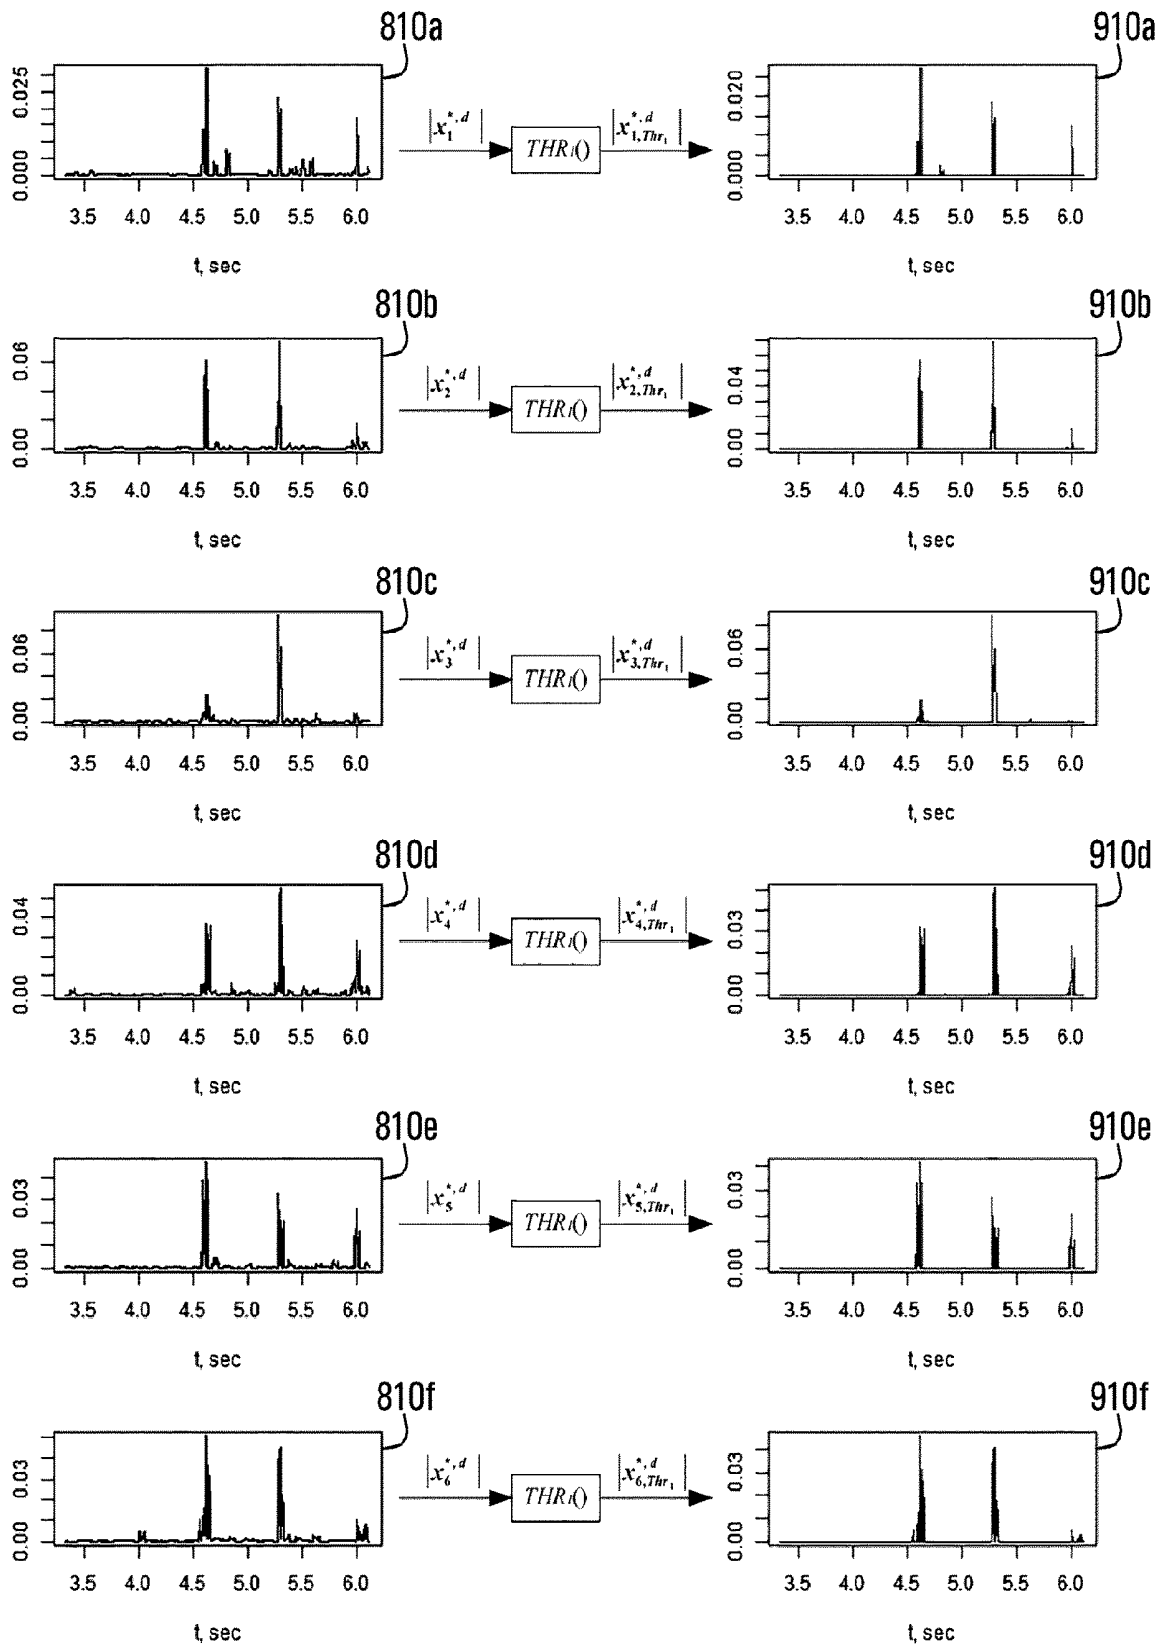 810a 910a
0.025
0.000
|x₁*,ᵈ| THR₁() |x₁,Thr₁*,ᵈ|
0.020
0.000
3.5 4.0 4.5 5.0 5.5 6.0 3.5 4.0 4.5 5.0 5.5 6.0
t, sec t, sec
810b 910b
0.06
0.00
|x₂*,ᵈ| THR₁() |x₂,Thr₁*,ᵈ|
0.04
0.00
3.5 4.0 4.5 5.0 5.5 6.0 3.5 4.0 4.5 5.0 5.5 6.0
t, sec t, sec
810c 910c
0.06
0.00
|x₃*,ᵈ| THR₁() |x₃,Thr₁*,ᵈ|
0.06
0.00
3.5 4.0 4.5 5.0 5.5 6.0 3.5 4.0 4.5 5.0 5.5 6.0
t, sec t, sec
810d 910d
0.04
0.00
|x₄*,ᵈ| THR₁() |x₄,Thr₁*,ᵈ|
0.03
0.00
3.5 4.0 4.5 5.0 5.5 6.0 3.5 4.0 4.5 5.0 5.5 6.0
t, sec t, sec
810e 910e
0.03
0.00
|x₅*,ᵈ| THR₁() |x₅,Thr₁*,ᵈ|
0.03
0.00
3.5 4.0 4.5 5.0 5.5 6.0 3.5 4.0 4.5 5.0 5.5 6.0
t, sec t, sec
810f 910f
0.03
0.00
|x₆*,ᵈ| THR₁() |x₆,Thr₁*,ᵈ|
0.03
0.00
3.5 4.0 4.5 5.0 5.5 6.0 3.5 4.0 4.5 5.0 5.5 6.0
t, sec t, sec